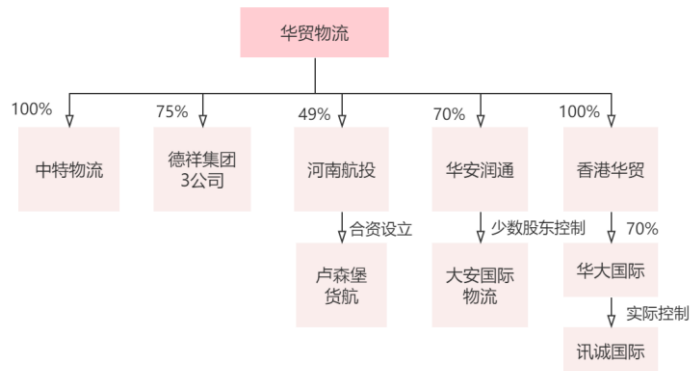 华贸物流
100%
75%
49%
70%
100%
中特物流
德祥集团
3公司
河南航投
华安润通
香港华贸
合资设立
少数股东控制
70%
卢森堡
货航
大安国际
物流
华大国际
实际控制
讯诚国际